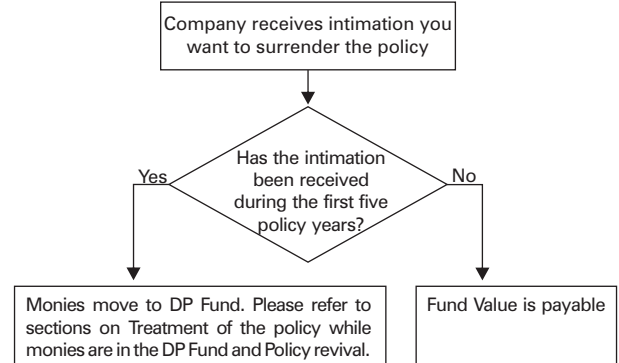 Company receives intimation you
want to surrender the policy
Has the intimation
been received
during the first five
policy years?
Yes
No
Monies move to DP Fund. Please refer to
sections on Treatment of the policy while
monies are in the DP Fund and Policy revival.
Fund Value is payable